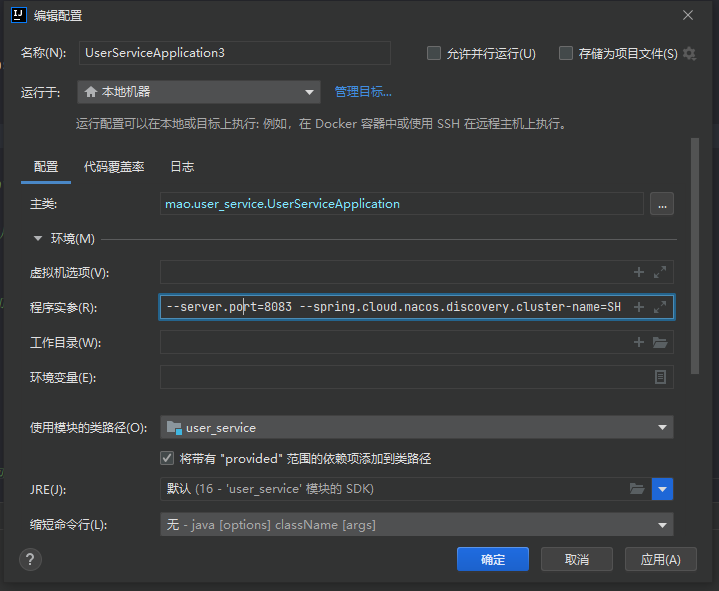 编辑配置
名称(N): UserServiceApplication3 允许并行运行(U) 存储为项目文件(S)
运行于: 本地机器 管理目标...
运行配置可以在本地或目标上执行: 例如，在 Docker 容器中或使用 SSH 在远程主机上执行。
配置 代码覆盖率 日志
主类: mao.user_service.UserServiceApplication ...
环境(M)
虚拟机选项(V):
程序实参(R): --server.port=8083 --spring.cloud.nacos.discovery.cluster-name=SH
工作目录(W):
环境变量(E):
使用模块的类路径(O): user_service
将带有 "provided" 范围的依赖项添加到类路径
JRE(J): 默认 (16 - 'user_service' 模块的 SDK)
缩短命令行(L): 无 - java [options] className [args]
? 确定 取消 应用(A)